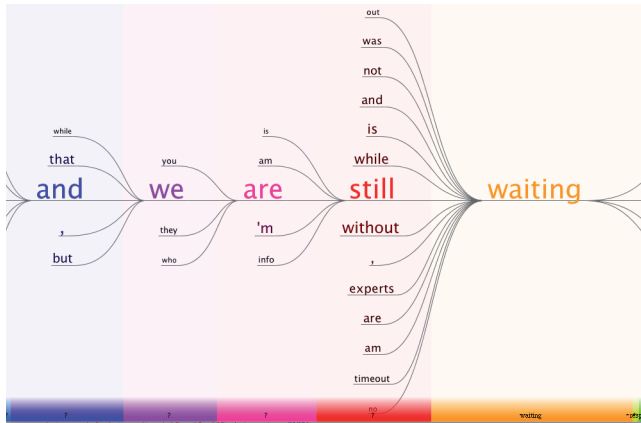 while
that
and
,
but
you
we
they
who
is
am
are
'm
info
out
was
not
and
is
while
still
without
,
experts
are
am
timeout
no
waiting
? ? ? ? waiting